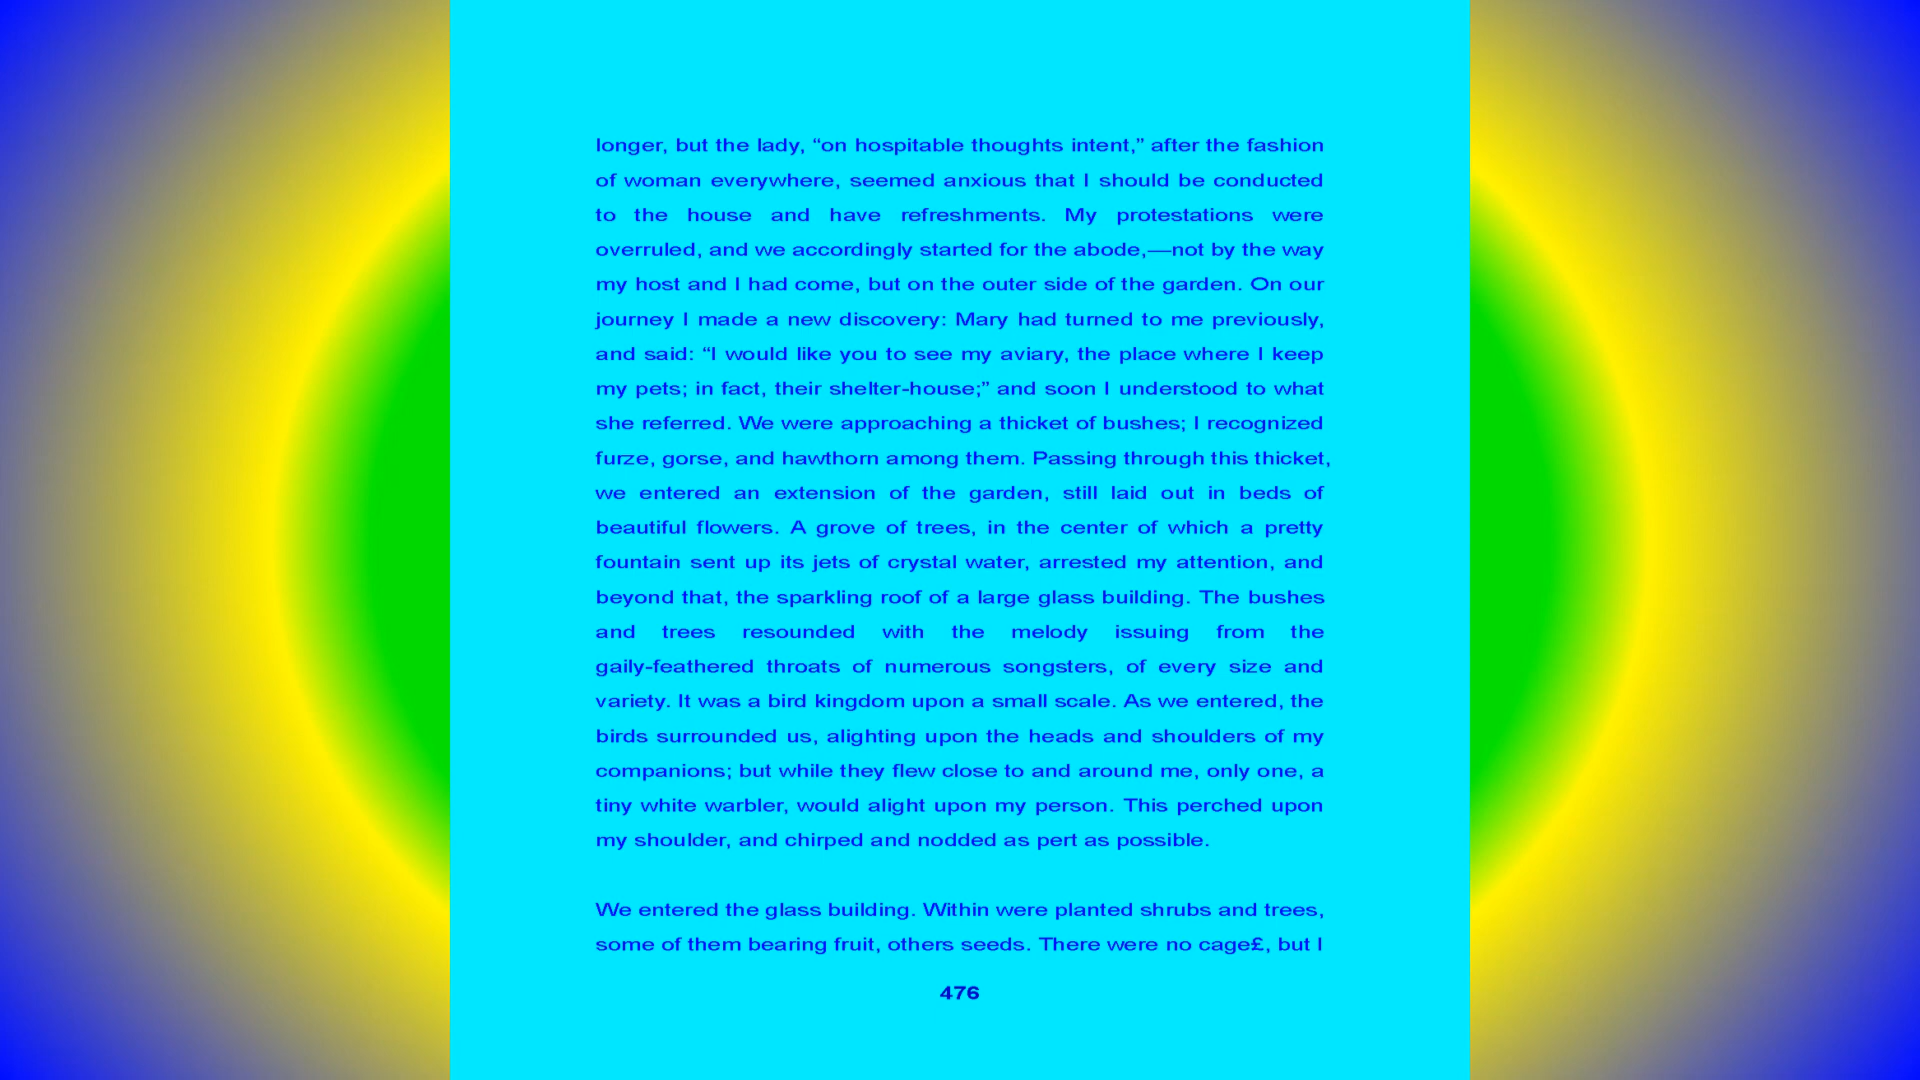 longer, but the lady, “on hospitable thoughts intent,” after the fashion
of woman everywhere, seemed anxious that I should be conducted
to the house and have refreshments. My protestations were
overruled, and we accordingly started for the abode,—not by the way
my host and I had come, but on the outer side of the garden. On our
journey I made a new discovery: Mary had turned to me previously,
and said: “I would like you to see my aviary, the place where I keep
my pets; in fact, their shelter-house;” and soon I understood to what
she referred. We were approaching a thicket of bushes; I recognized
furze, gorse, and hawthorn among them. Passing through this thicket,
we entered an extension of the garden, still laid out in beds of
beautiful flowers. A grove of trees, in the center of which a pretty
fountain sent up its jets of crystal water, arrested my attention, and
beyond that, the sparkling roof of a large glass building. The bushes
and trees resounded with the melody issuing from the
gaily-feathered throats of numerous songsters, of every size and
variety. It was a bird kingdom upon a small scale. As we entered, the
birds surrounded us, alighting upon the heads and shoulders of my
companions; but while they flew close to and around me, only one, a
tiny white warbler, would alight upon my person. This perched upon
my shoulder, and chirped and nodded as pert as possible.
We entered the glass building. Within were planted shrubs and trees,
some of them bearing fruit, others seeds. There were no cage£, but I
476